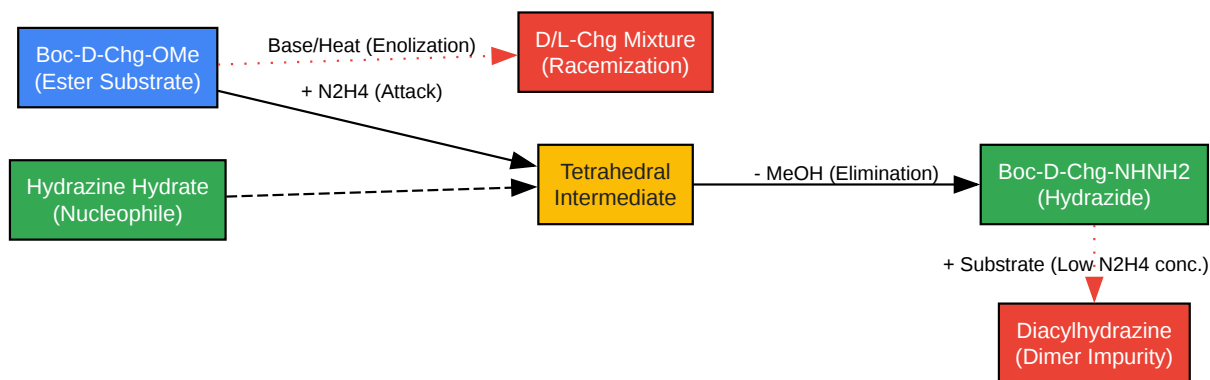 Boc-D-Chg-OMe
(Ester Substrate)
Base/Heat (Enolization)
D/L-Chg Mixture
(Racemization)
+ N2H4 (Attack)
Hydrazine Hydrate
(Nucleophile)
Tetrahedral
Intermediate
- MeOH (Elimination)
Boc-D-Chg-NHNH2
(Hydrazide)
+ Substrate (Low N2H4 conc.)
Diacylhydrazine
(Dimer Impurity)